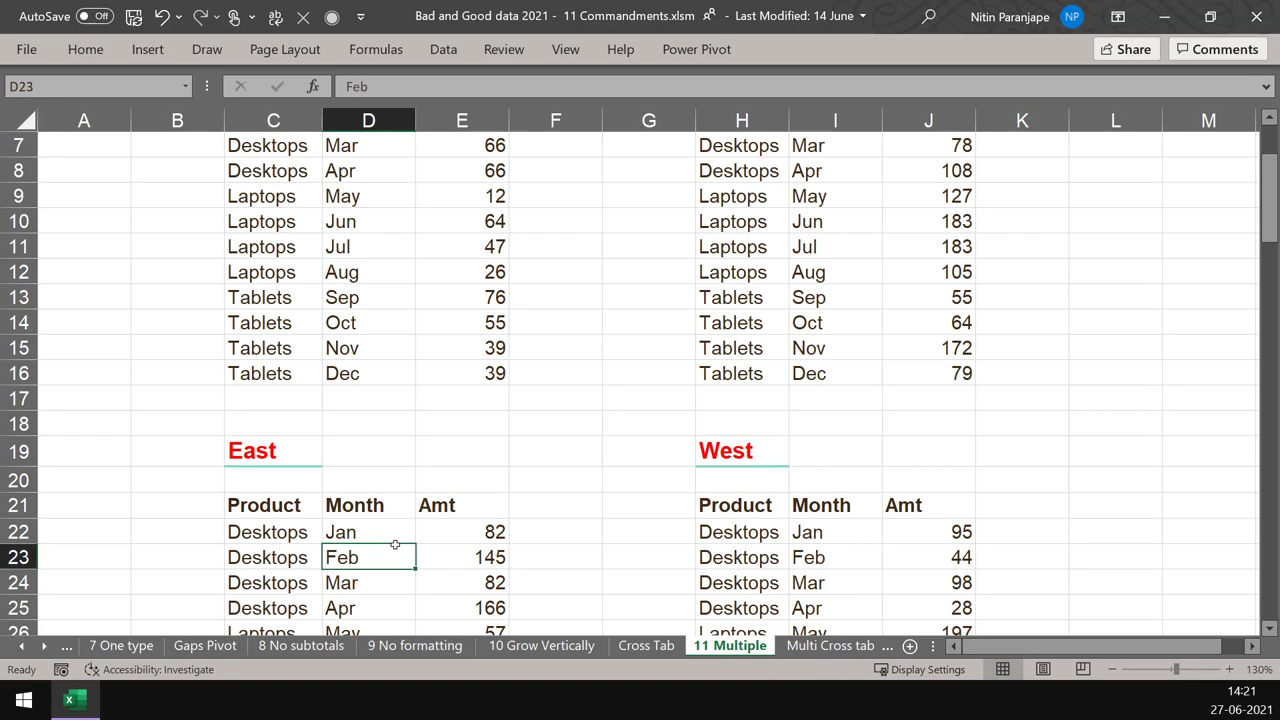 AutoSave Off Bad and Good data 2021 - 11 Commandments.xlsm - Last Modified: 14 June Nitin Paranjape NP
File Home Insert Draw Page Layout Formulas Data Review View Help Power Pivot Share Comments
D23 fx Feb
A B C D E F G H I J K L M
7 Desktops Mar 66 Desktops Mar 78
8 Desktops Apr 66 Desktops Apr 108
9 Laptops May 12 Laptops May 127
10 Laptops Jun 64 Laptops Jun 183
11 Laptops Jul 47 Laptops Jul 183
12 Laptops Aug 26 Laptops Aug 105
13 Tablets Sep 76 Tablets Sep 55
14 Tablets Oct 55 Tablets Oct 64
15 Tablets Nov 39 Tablets Nov 172
16 Tablets Dec 39 Tablets Dec 79
17
18
19 East West
20
21 Product Month Amt Product Month Amt
22 Desktops Jan 82 Desktops Jan 95
23 Desktops Feb 145 Desktops Feb 44
24 Desktops Mar 82 Desktops Mar 98
25 Desktops Apr 166 Desktops Apr 28
26 Laptops May 57 Laptops May 197
... 7 One type Gaps Pivot 8 No subtotals 9 No formatting 10 Grow Vertically Cross Tab 11 Multiple Multi Cross tab ...
Ready Accessibility: Investigate Display Settings 130%
14:21
27-06-2021